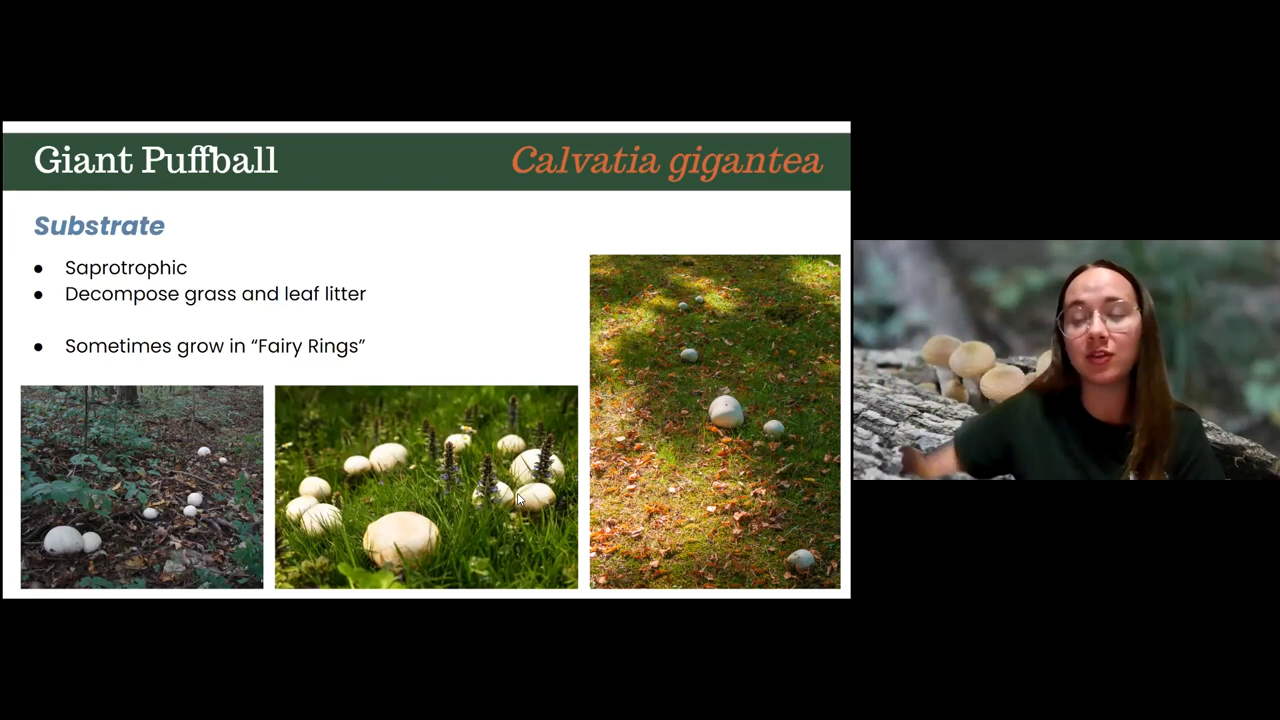 Giant Puffball
Calvatia gigantea
Substrate
● Saprotrophic
● Decompose grass and leaf litter
● Sometimes grow in “Fairy Rings”